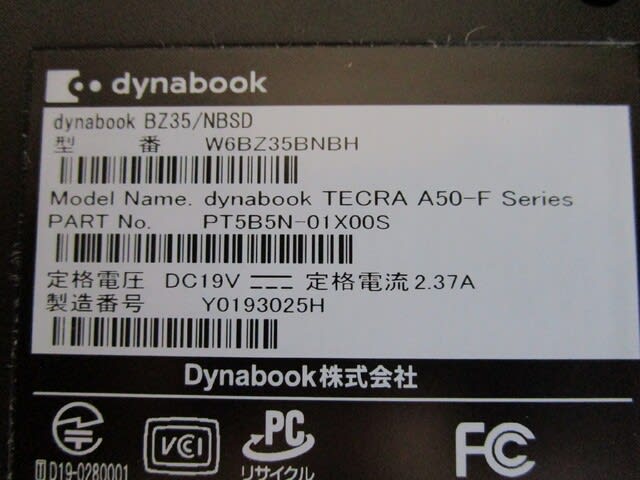 dynabook
dynabook BZ35/NBSD
型番 W6BZ35BNBH
Model Name. dynabook TECRA A50-F Series
PART No. PT5B5N-01X00S
定格電圧 DC19V 定格電流2.37A
製造番号 Y0193025H
Dynabook株式会社
VCCI PC FC
D19-0280001 リサイクル